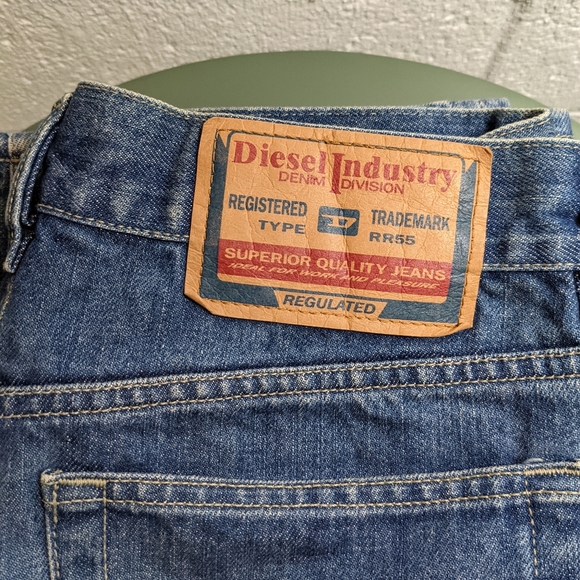 Diesel Industry
DENIM DIVISION
REGISTERED TRADEMARK
TYPE D RR55
SUPERIOR QUALITY JEANS
IDEAL FOR WORK AND PLEASURE
REGULATED